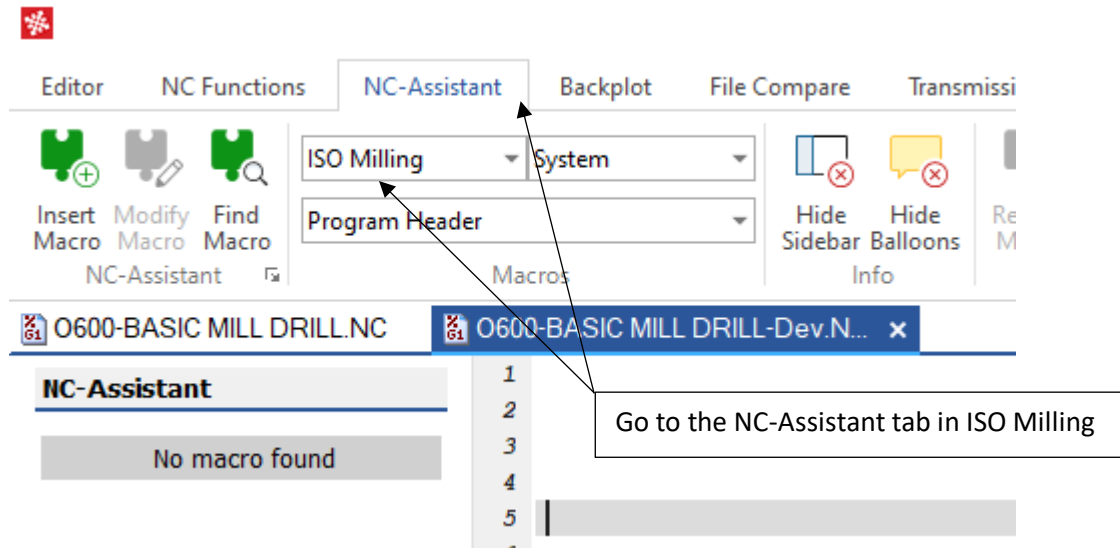 Editor NC Functions NC-Assistant Backplot File Compare Transmissi
ISO Milling System
Program Header
Insert Macro
Modify Macro
Find Macro
Hide Sidebar
Hide Balloons
NC-Assistant Macros Info
O600-BASIC MILL DRILL.NC O600-BASIC MILL DRILL-Dev.N...
NC-Assistant
No macro found
1
2
3
4
5
Go to the NC-Assistant tab in ISO Milling